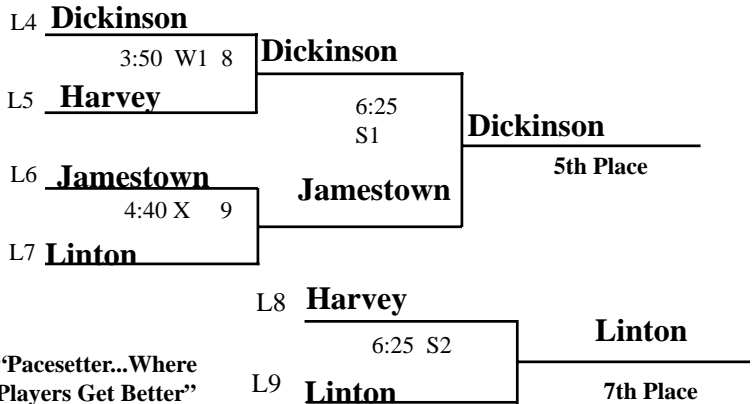 L4 Dickinson
3:50 W1 8
Dickinson
L5 Harvey
6:25
S1
Dickinson
5th Place
L6 Jamestown
4:40 X 9
Jamestown
L7 Linton
L8 Harvey
6:25 S2
Linton
7th Place
L9 Linton
"Pacesetter...Where
Players Get Better”